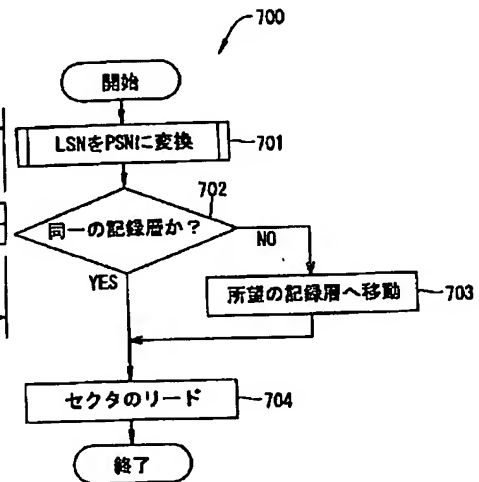 700
開始
LSNをPSNに変換
701
702
同一の記録層か?
NO
YES
所望の記録層へ移動
703
セクタのリード
704
終了